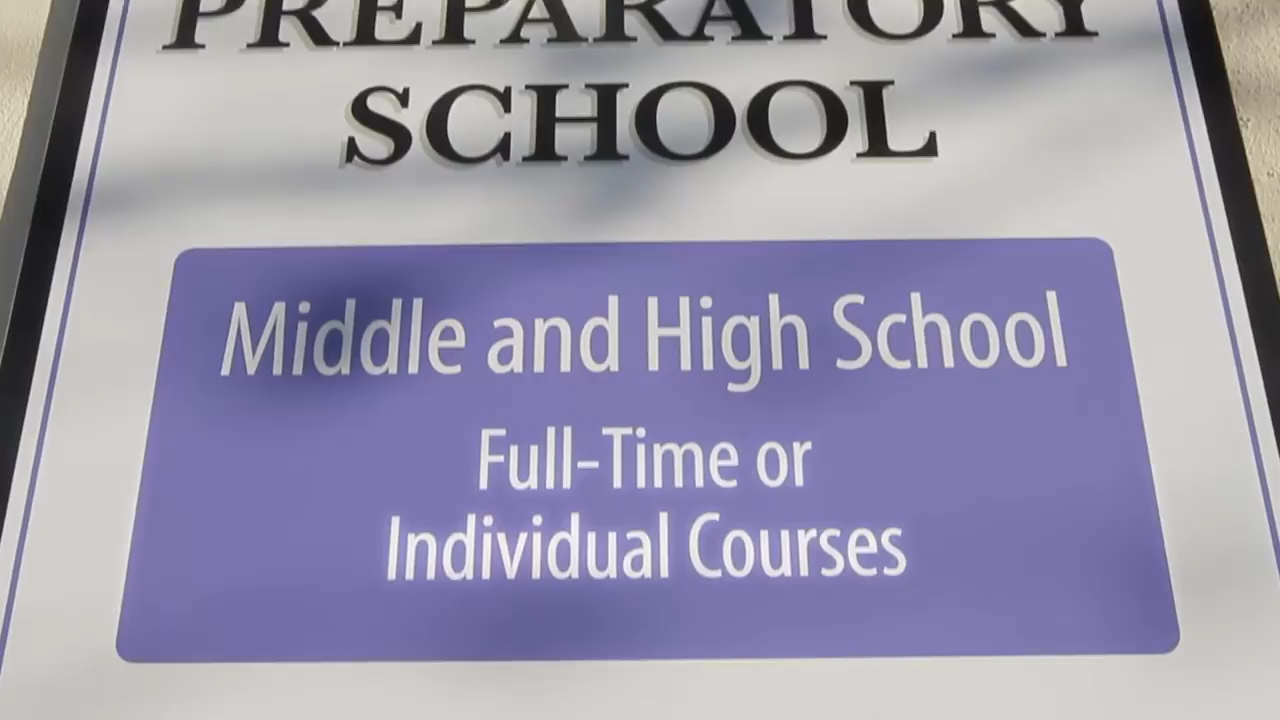 PREPARATORY
SCHOOL
Middle and High School
Full-Time or
Individual Courses